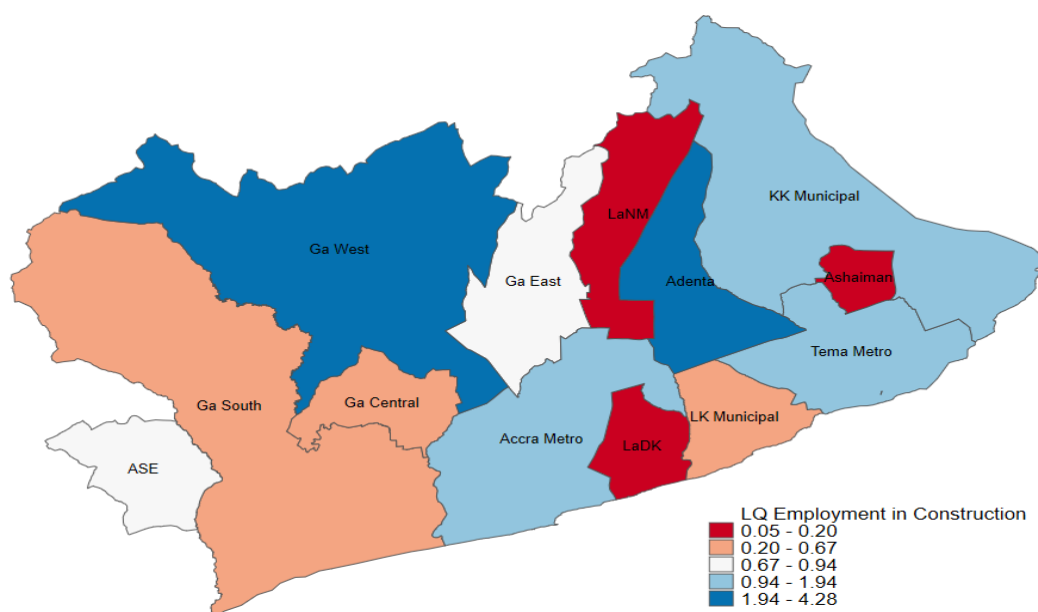 KK Municipal
LaNM
Ga West
Ga East
Adenta
Ashaiman
Tema Metro
Ga South
Ga Central
LK Municipal
Accra Metro
LaDK
ASE
LQ Employment in Construction
0.05 - 0.20
0.20 - 0.67
0.67 - 0.94
0.94 - 1.94
1.94 - 4.28